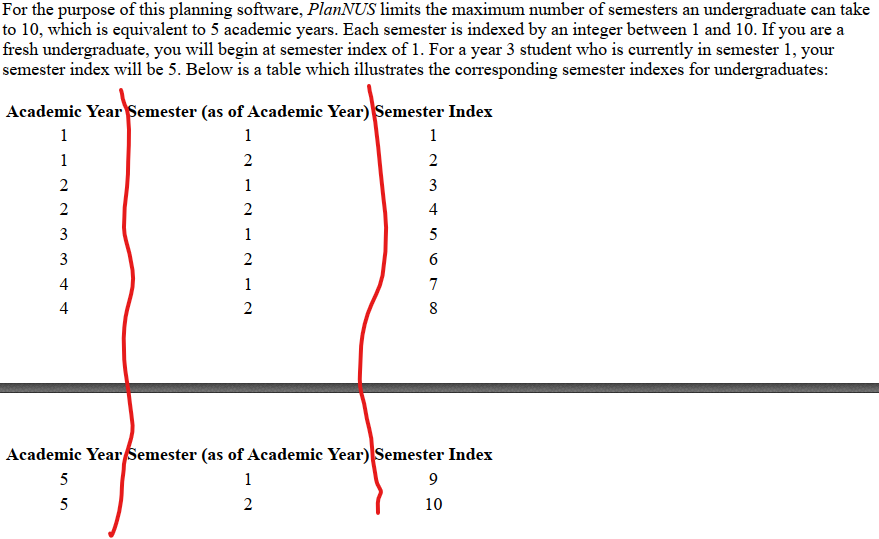 For the purpose of this planning software, PlanNUS limits the maximum number of semesters an undergraduate can take
to 10, which is equivalent to 5 academic years. Each semester is indexed by an integer between 1 and 10. If you are a
fresh undergraduate, you will begin at semester index of 1. For a year 3 student who is currently in semester 1, your
semester index will be 5. Below is a table which illustrates the corresponding semester indexes for undergraduates:
Academic Year Semester (as of Academic Year) Semester Index
1 1 1
1 2 2
2 1 3
2 2 4
3 1 5
3 2 6
4 1 7
4 2 8
Academic Year Semester (as of Academic Year) Semester Index
5 1 9
5 2 10